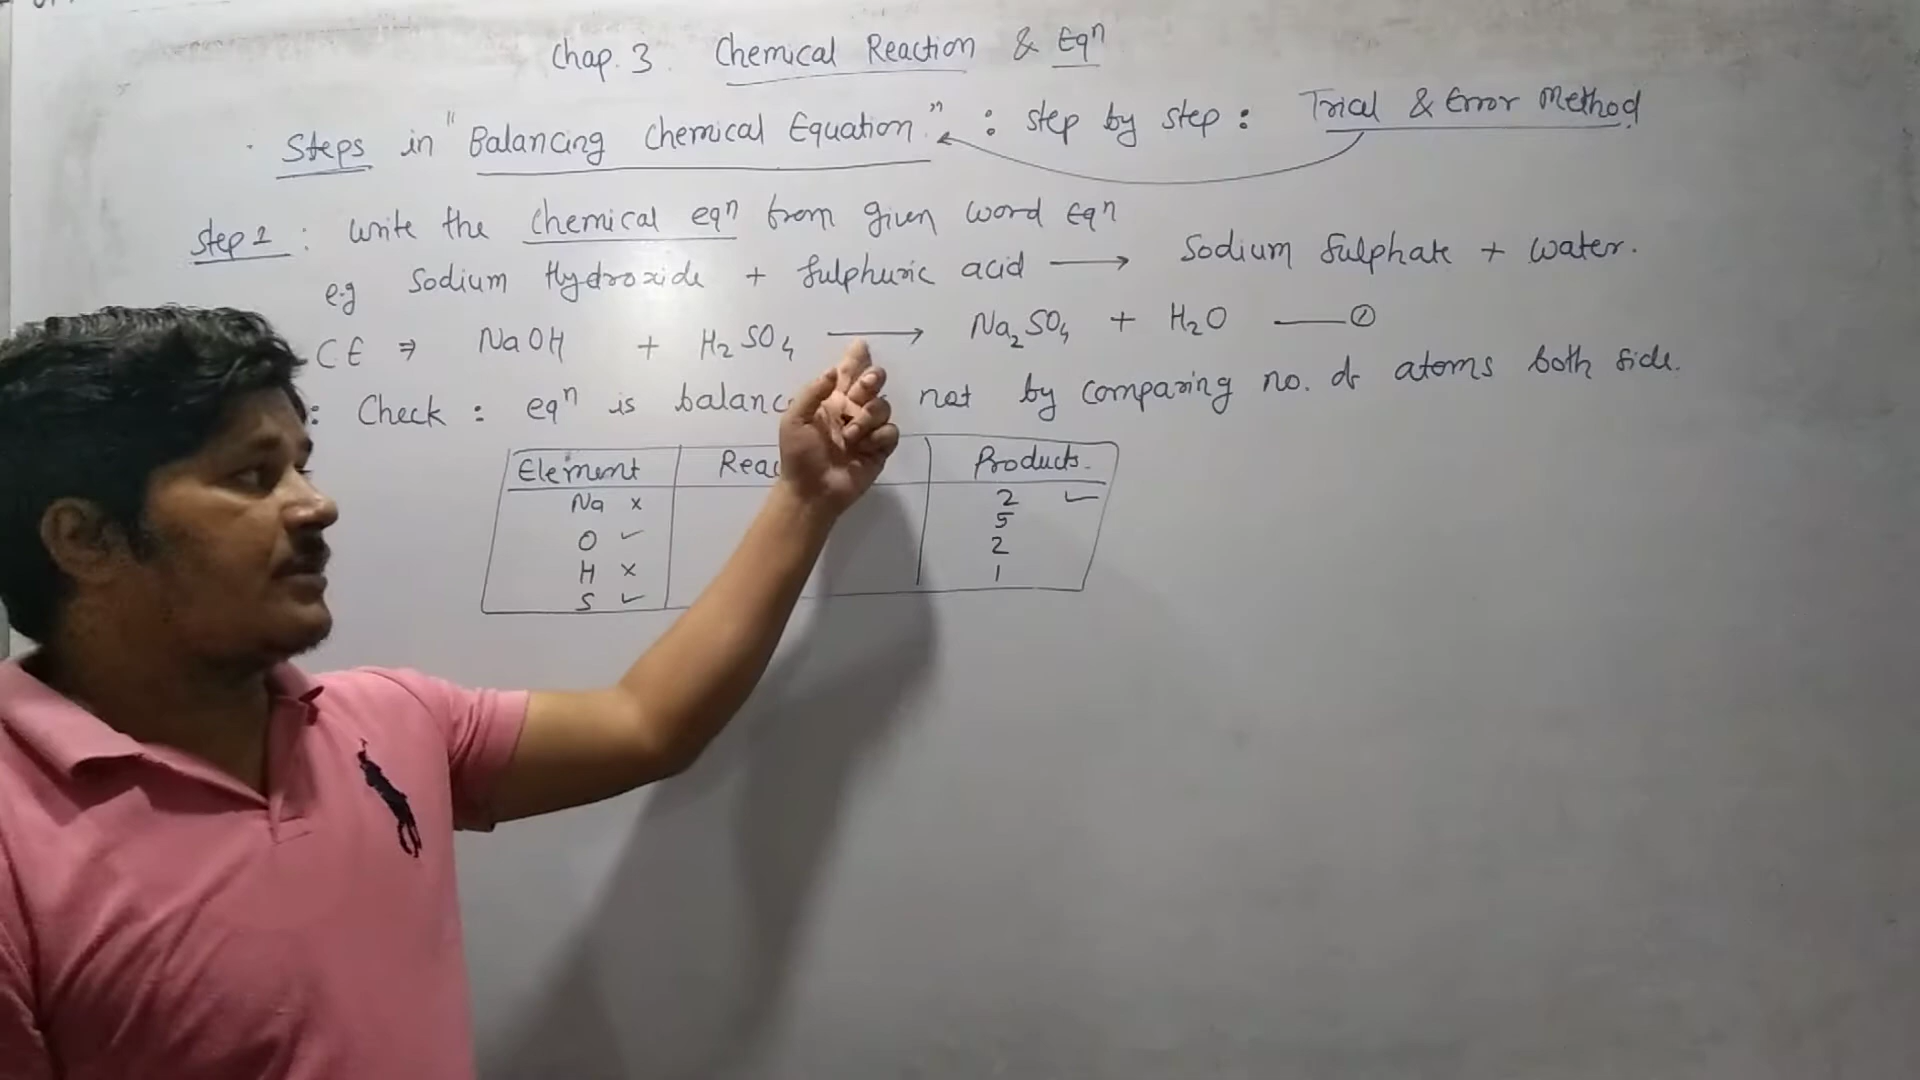 Chap. 3 Chemical Reaction & Eqⁿ
Steps in "Balancing Chemical Equation." : step by step : Trial & Error Method
Step 1 : Write the Chemical eqⁿ from given word Eqⁿ
e.g Sodium Hydroxide + Sulphuric acid ⟶ Sodium Sulphate + Water.
CE ⇒ NaOH + H₂SO₄ ⟶ Na₂SO₄ + H₂O —①
: Check : eqⁿ is balanc not by comparing no. of atoms both side.
Element Reac Products.
Na × 2 ✓
O ✓ 5
H × 2
S ✓ 1